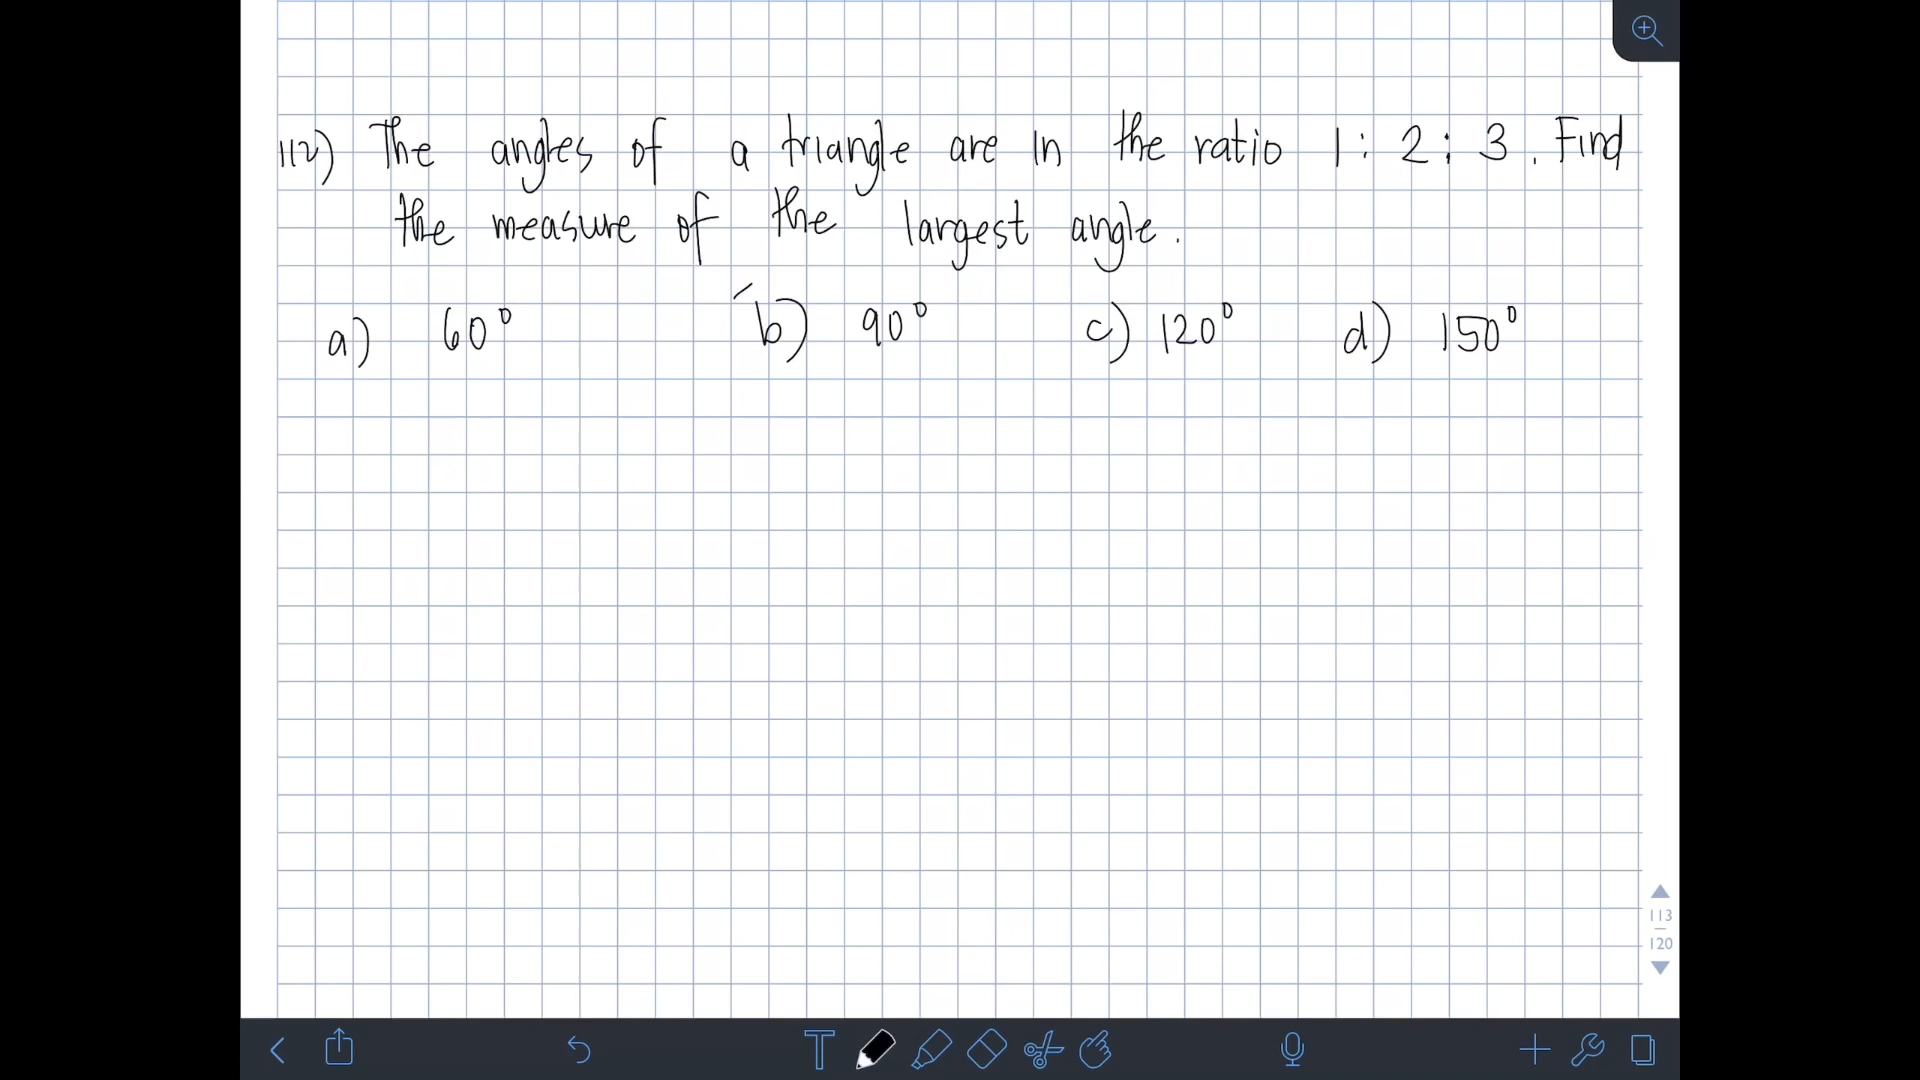 112) The angles of a triangle are in the ratio 1 : 2 : 3. Find
the measure of the largest angle.
a) 60° b) 90° c) 120° d) 150°
113
120
T